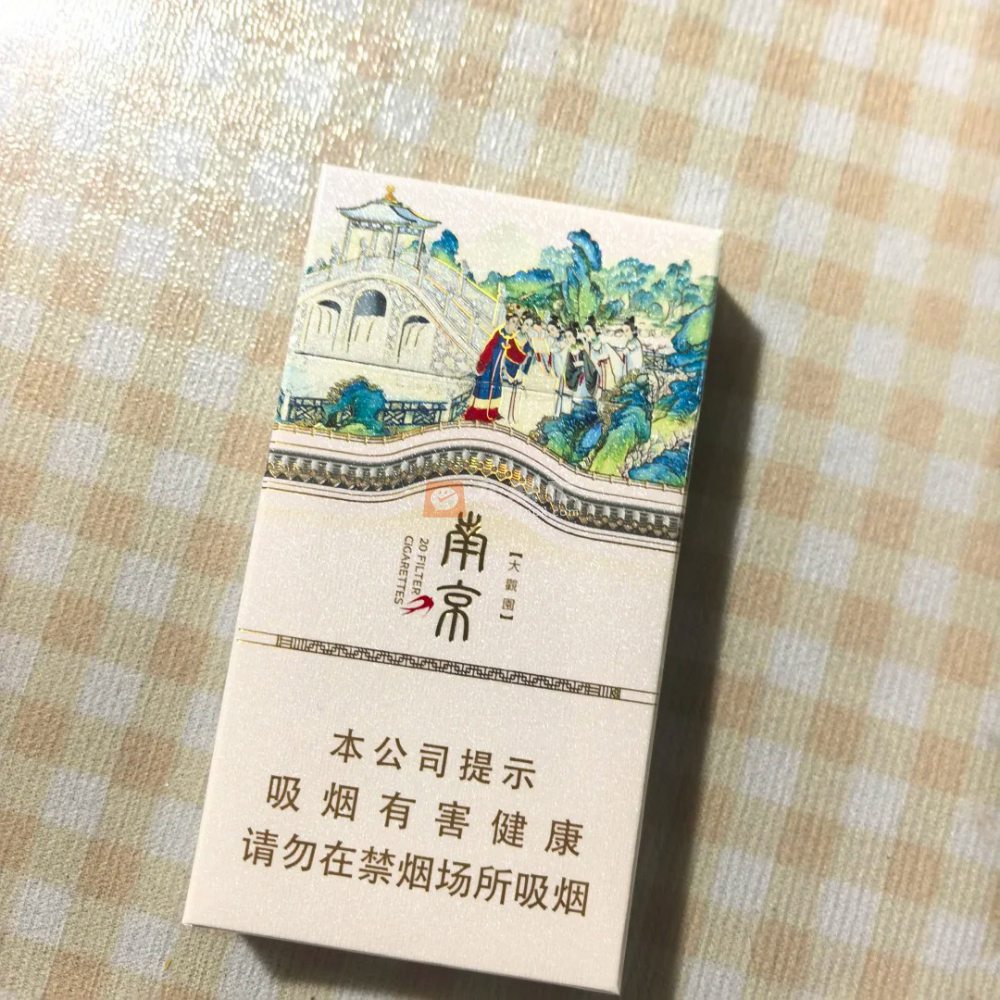 南京
【大觀園】
20 FILTER
CIGARETTES
本公司提示
吸烟有害健康
请勿在禁烟场所吸烟